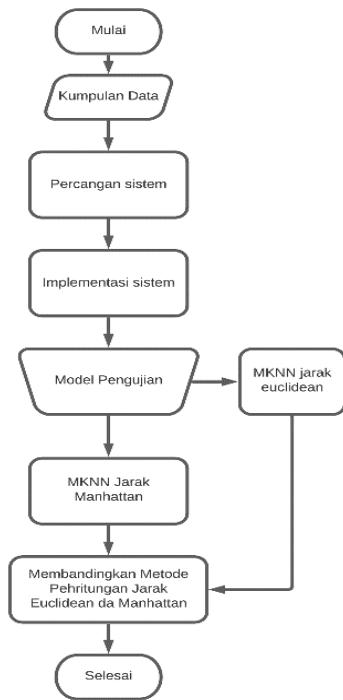 Mulai
Kumpulan Data
Percangan sistem
Implementasi sistem
Model Pengujian
MKNN jarak
euclidean
MKNN Jarak
Manhattan
Membandingkan Metode
Pehritungan Jarak
Euclidean da Manhattan
Selesai